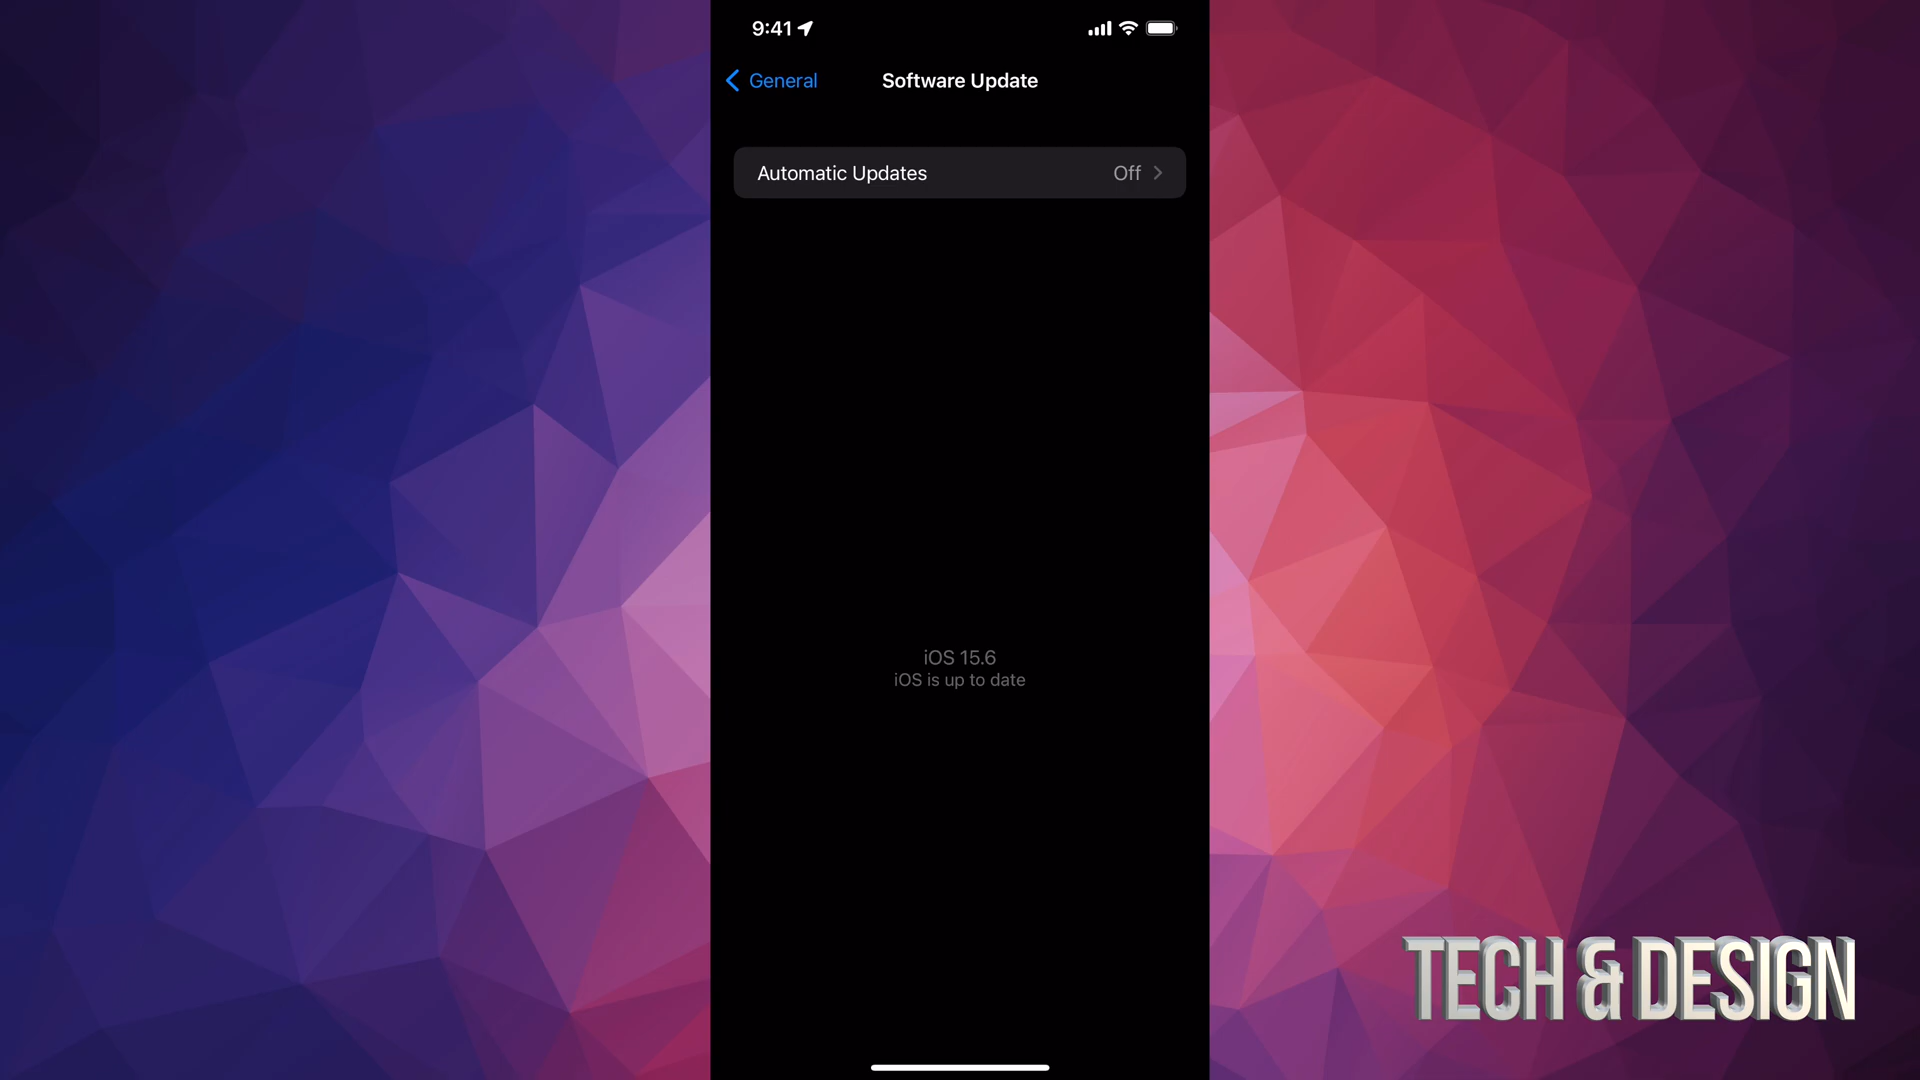 9:41
General
Software Update
Automatic Updates
Off
iOS 15.6
iOS is up to date
TECH & DESIGN